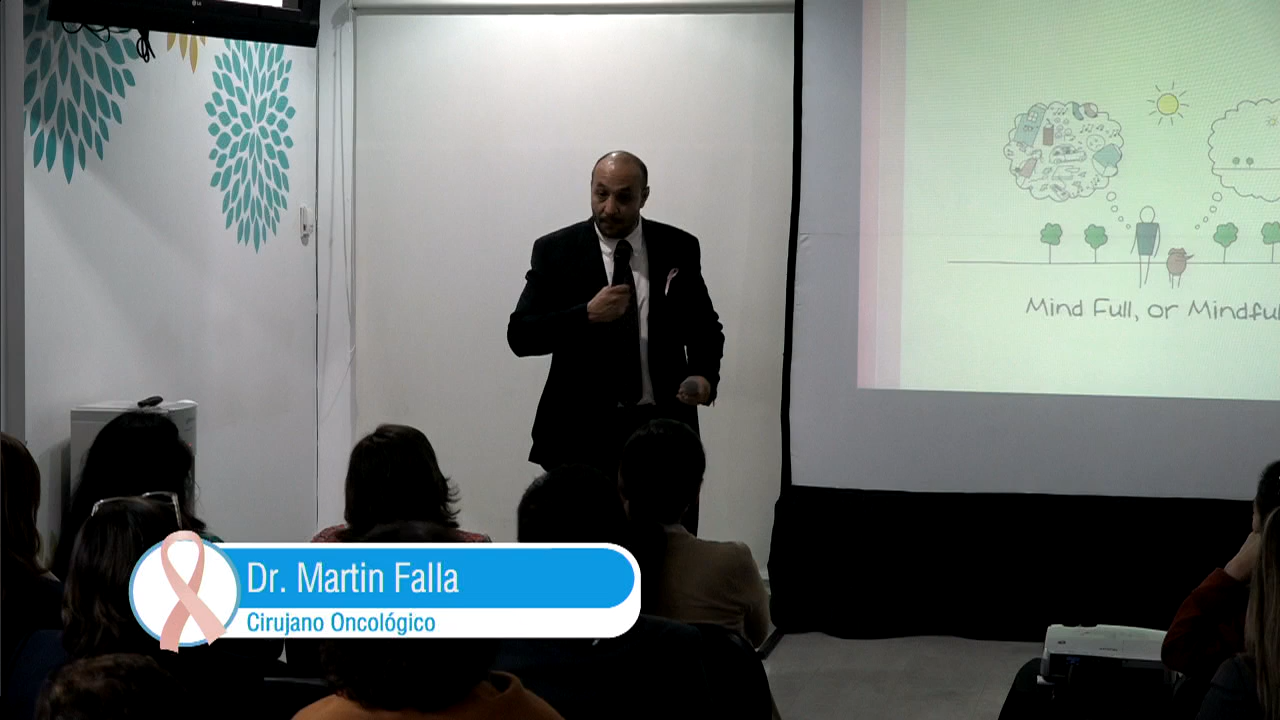 Mind Full, or Mindful
Dr. Martin Falla
Cirujano Oncológico